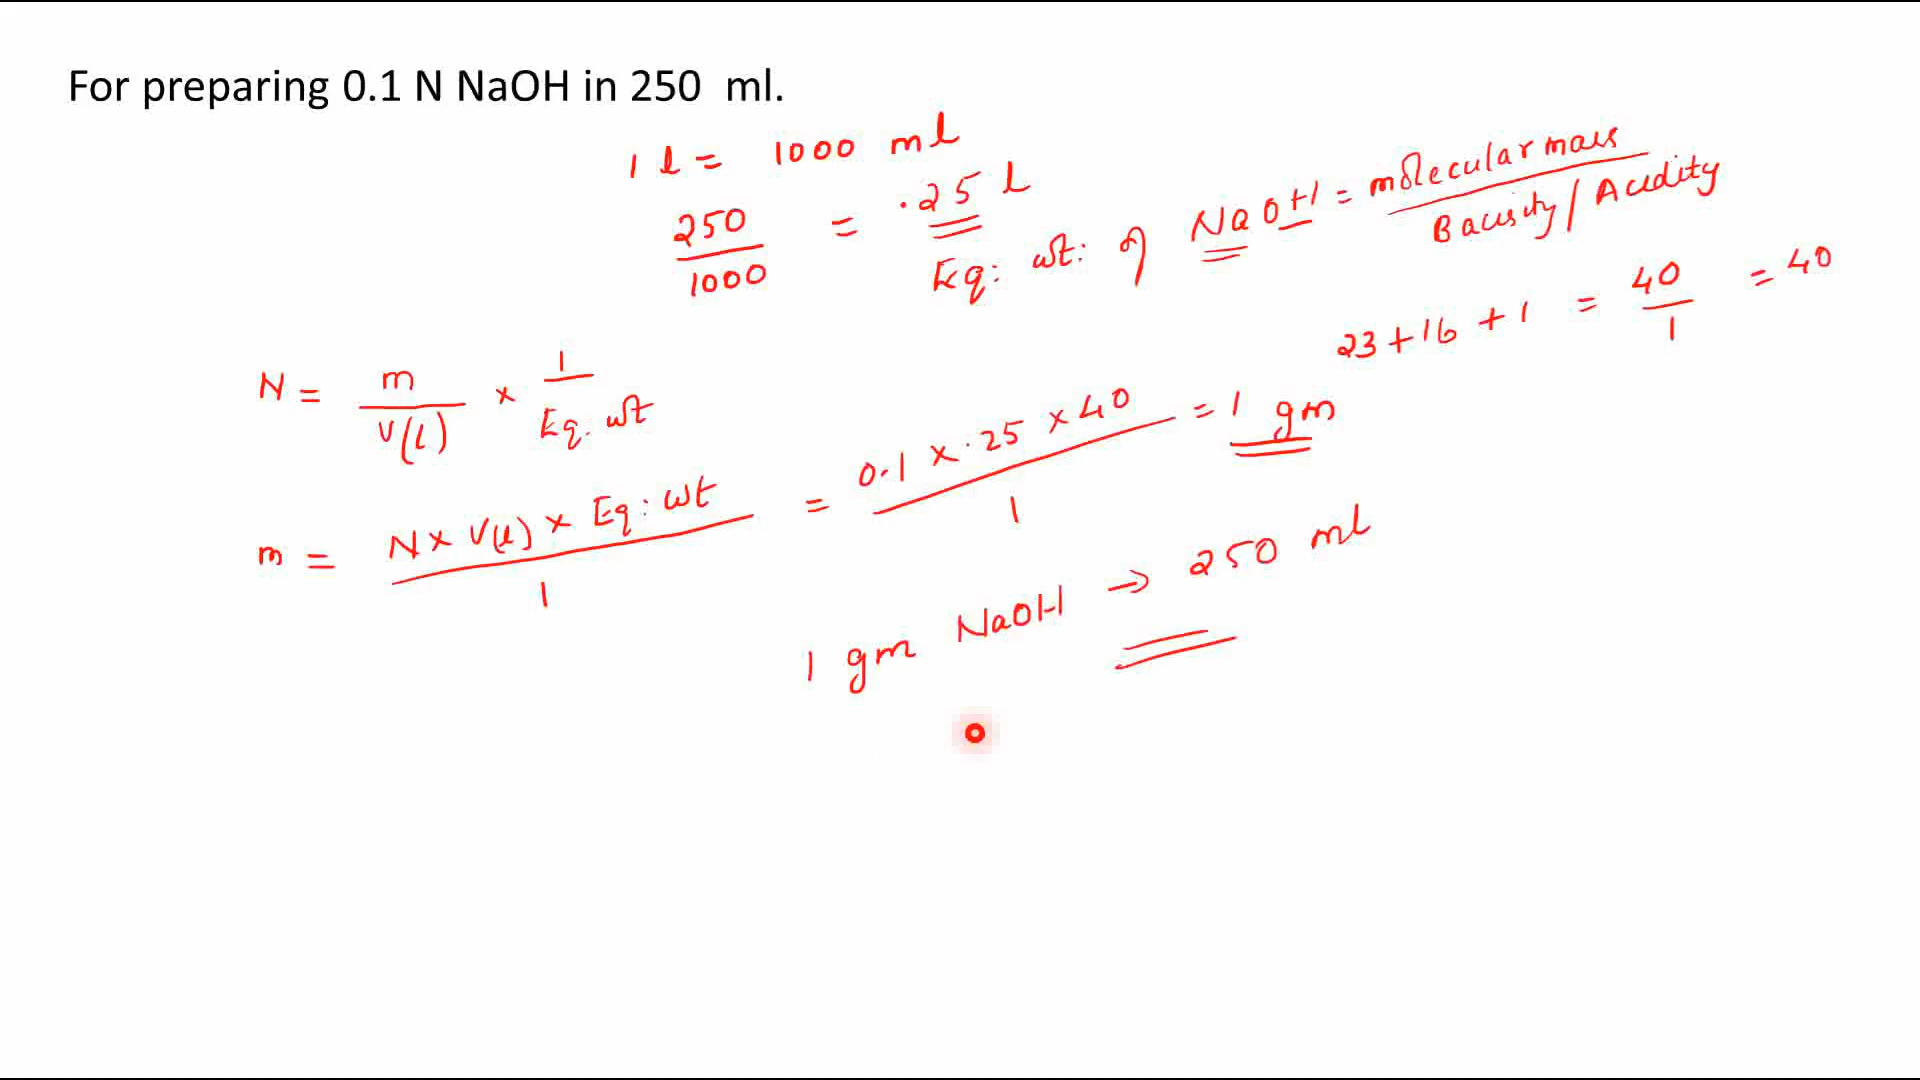 For preparing 0.1 N NaOH in 250 ml.
1 l = 1000 ml
250/1000 = .25 l
Eq: wt: of NaOH = molecular mass / Bacisity/Acidity
23+16+1 = 40/1 = 40
N = m/V(l) × 1/Eq. wt
m = N × V(l) × Eq: wt / 1 = 0.1 × .25 × 40 / 1 = 1 gm
1 gm NaOH → 250 ml